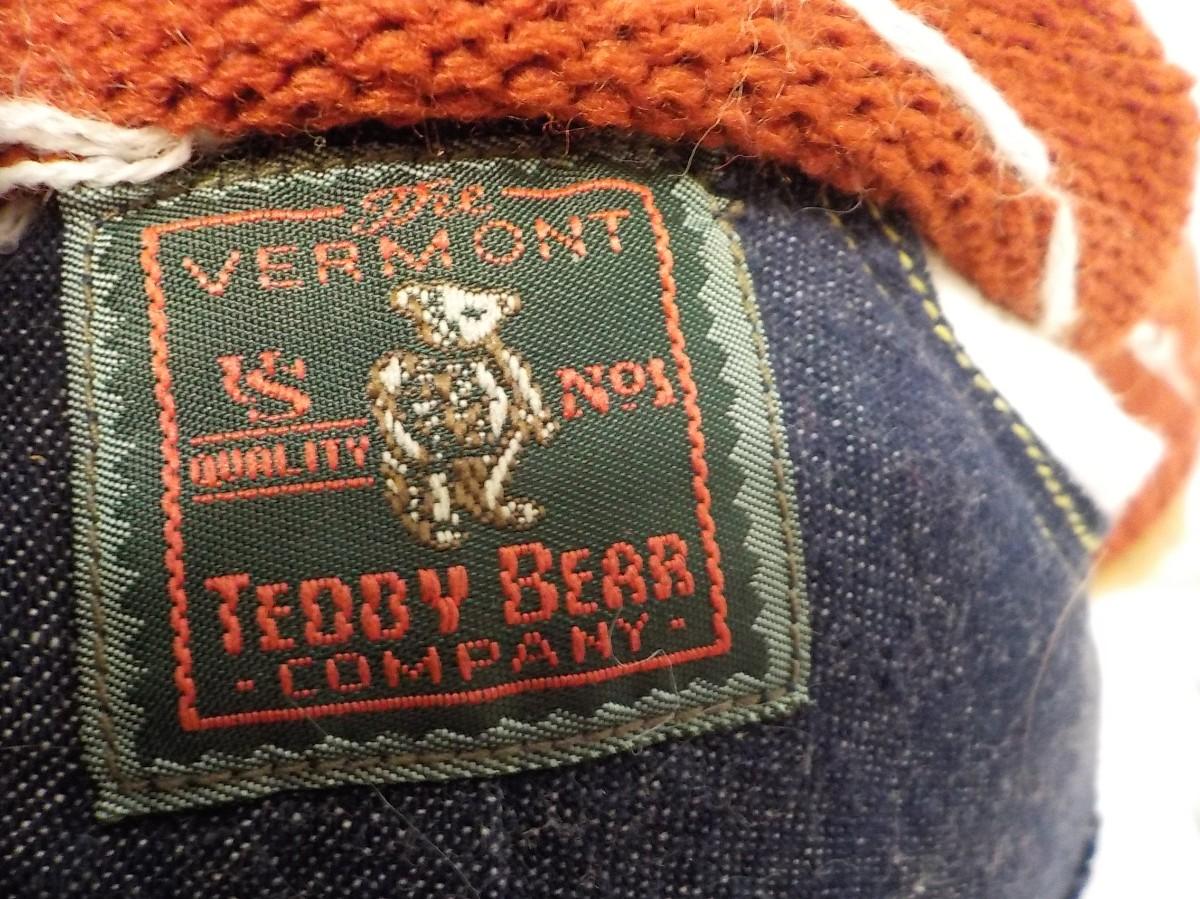 The
VERMONT
US
QUALITY
No1
TEDDY BEAR
- COMPANY -